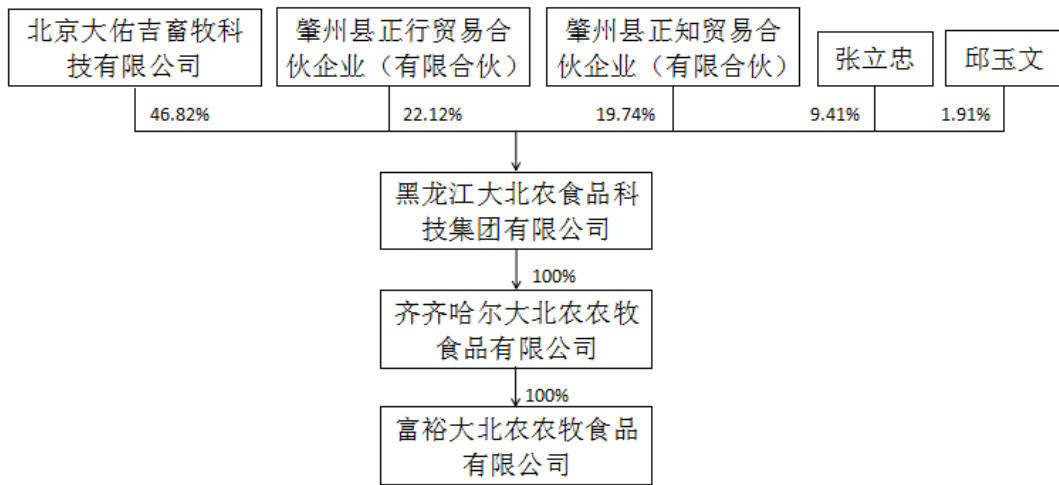 北京大佑吉畜牧科
技有限公司
肇州县正行贸易合
伙企业（有限合伙）
肇州县正知贸易合
伙企业（有限合伙）
张立忠
邱玉文
46.82%
22.12%
19.74%
9.41%
1.91%
黑龙江大北农食品科
技集团有限公司
100%
齐齐哈尔大北农农牧
食品有限公司
100%
富裕大北农农牧食品
有限公司